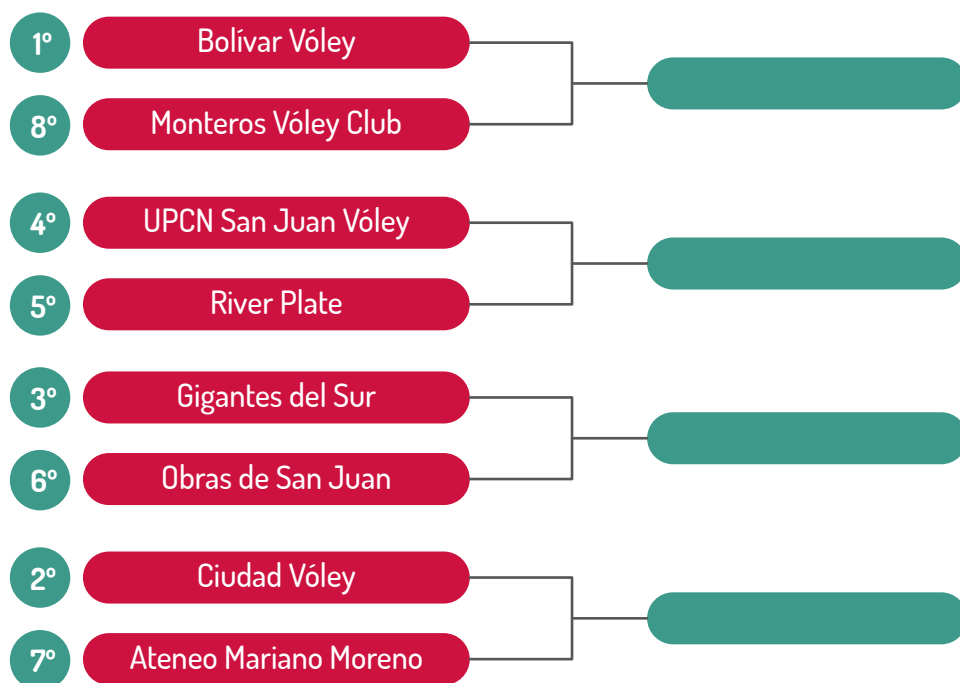 1º Bolívar Vóley
8º Monteros Vóley Club
4º UPCN San Juan Vóley
5º River Plate
3º Gigantes del Sur
6º Obras de San Juan
2º Ciudad Vóley
7º Ateneo Mariano Moreno